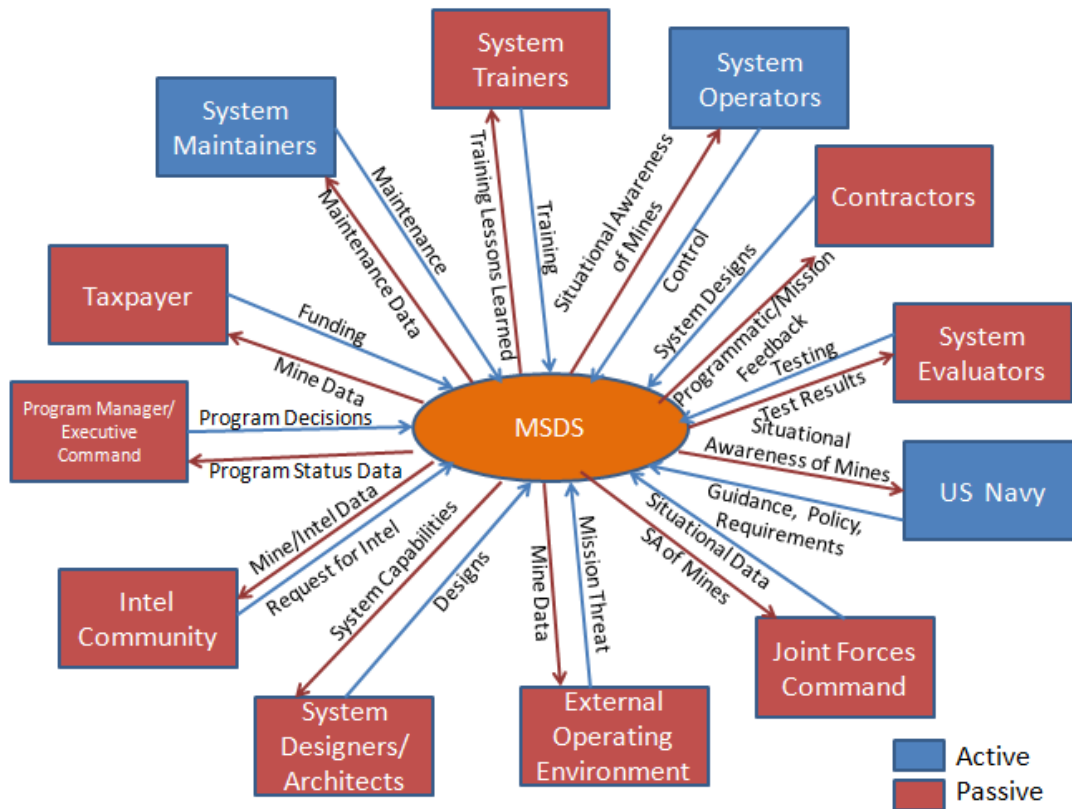 System
Trainers
System
Operators
System
Maintainers
Contractors
Taxpayer
System
Evaluators
Program Manager/
Executive
Command
US Navy
Intel
Community
Joint Forces
Command
System
Designers/
Architects
External
Operating
Environment
MSDS
Maintenance
Maintenance Data
Training Lessons Learned
Training
Situational Awareness
of Mines
Control
System Designs
Programmatic/Mission
Feedback
Testing
Test Results
Funding
Mine Data
Program Decisions
Program Status Data
Situational
Awareness of Mines
Guidance, Policy,
Requirements
Mine/Intel Data
Request for Intel
System Capabilities
Designs
Mine Data
Mission Threat
Situational Data
SA of Mines
Active
Passive